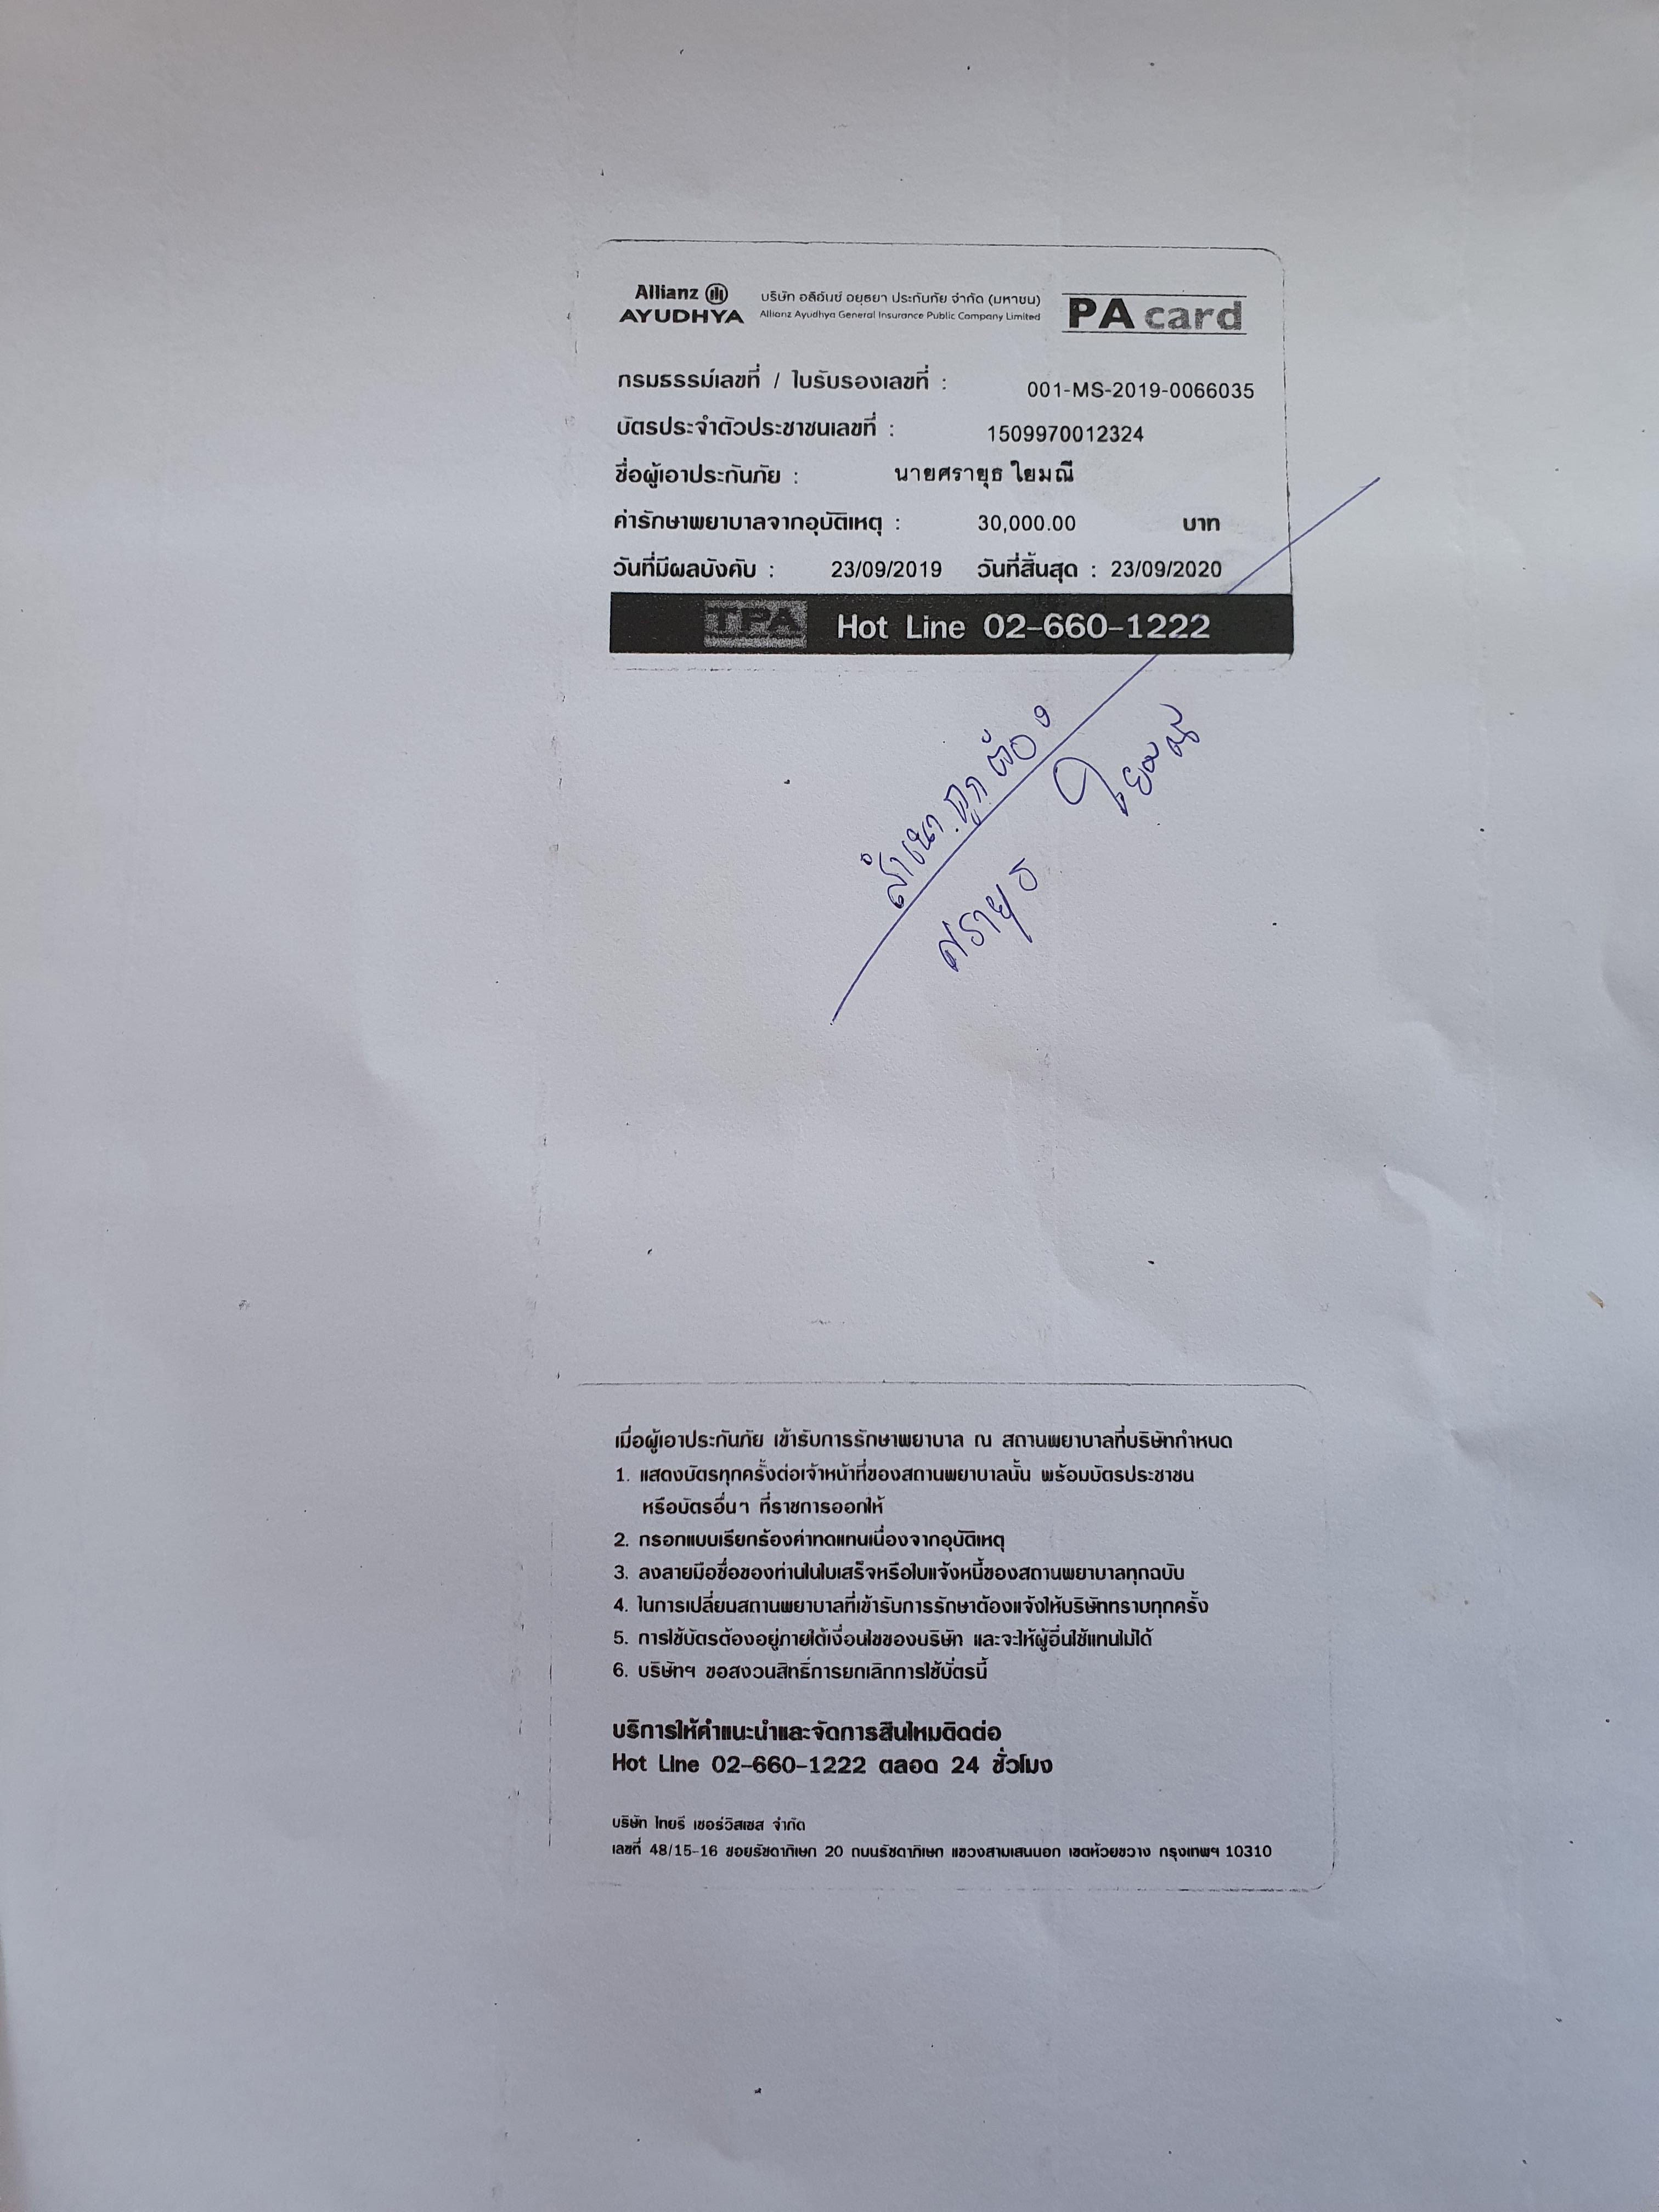 Allianz
AYUDHYA
บริษัท อลิอันซ์ อยุธยา ประกันภัย จำกัด (มหาชน)
Allianz Ayudhya General Insurance Public Company Limited
PA card
กรมธรรม์เลขที่ / ใบรับรองเลขที่ : 001-MS-2019-0066035
บัตรประจำตัวประชาชนเลขที่ : 1509970012324
ชื่อผู้เอาประกันภัย : นายศรายุธ ใยมณี
ค่ารักษาพยาบาลจากอุบัติเหตุ : 30,000.00 บาท
วันที่มีผลบังคับ : 23/09/2019 วันที่สิ้นสุด : 23/09/2020
TPA Hot Line 02-660-1222
สำเนาถูกต้อง
ศรายุธ ใยมณี
เมื่อผู้เอาประกันภัย เข้ารับการรักษาพยาบาล ณ สถานพยาบาลที่บริษัทกำหนด
1. แสดงบัตรทุกครั้งต่อเจ้าหน้าที่ของสถานพยาบาลนั้น พร้อมบัตรประชาชน
หรือบัตรอื่นๆ ที่ราชการออกให้
2. กรอกแบบเรียกร้องค่าทดแทนเนื่องจากอุบัติเหตุ
3. ลงลายมือชื่อของท่านในใบเสร็จหรือใบแจ้งหนี้ของสถานพยาบาลทุกฉบับ
4. ในการเปลี่ยนสถานพยาบาลที่เข้ารับการรักษาต้องแจ้งให้บริษัททราบทุกครั้ง
5. การใช้บัตรต้องอยู่ภายใต้เงื่อนไขของบริษัท และจะให้ผู้อื่นใช้แทนไม่ได้
6. บริษัทฯ ขอสงวนสิทธิ์การยกเลิกการใช้บัตรนี้
บริการให้คำแนะนำและจัดการสินไหมติดต่อ
Hot Line 02-660-1222 ตลอด 24 ชั่วโมง
บริษัท ไทยรี เซอร์วิสเซส จำกัด
เลขที่ 48/15-16 ซอยรัชดาภิเษก 20 ถนนรัชดาภิเษก แขวงสามเสนนอก เขตห้วยขวาง กรุงเทพฯ 10310